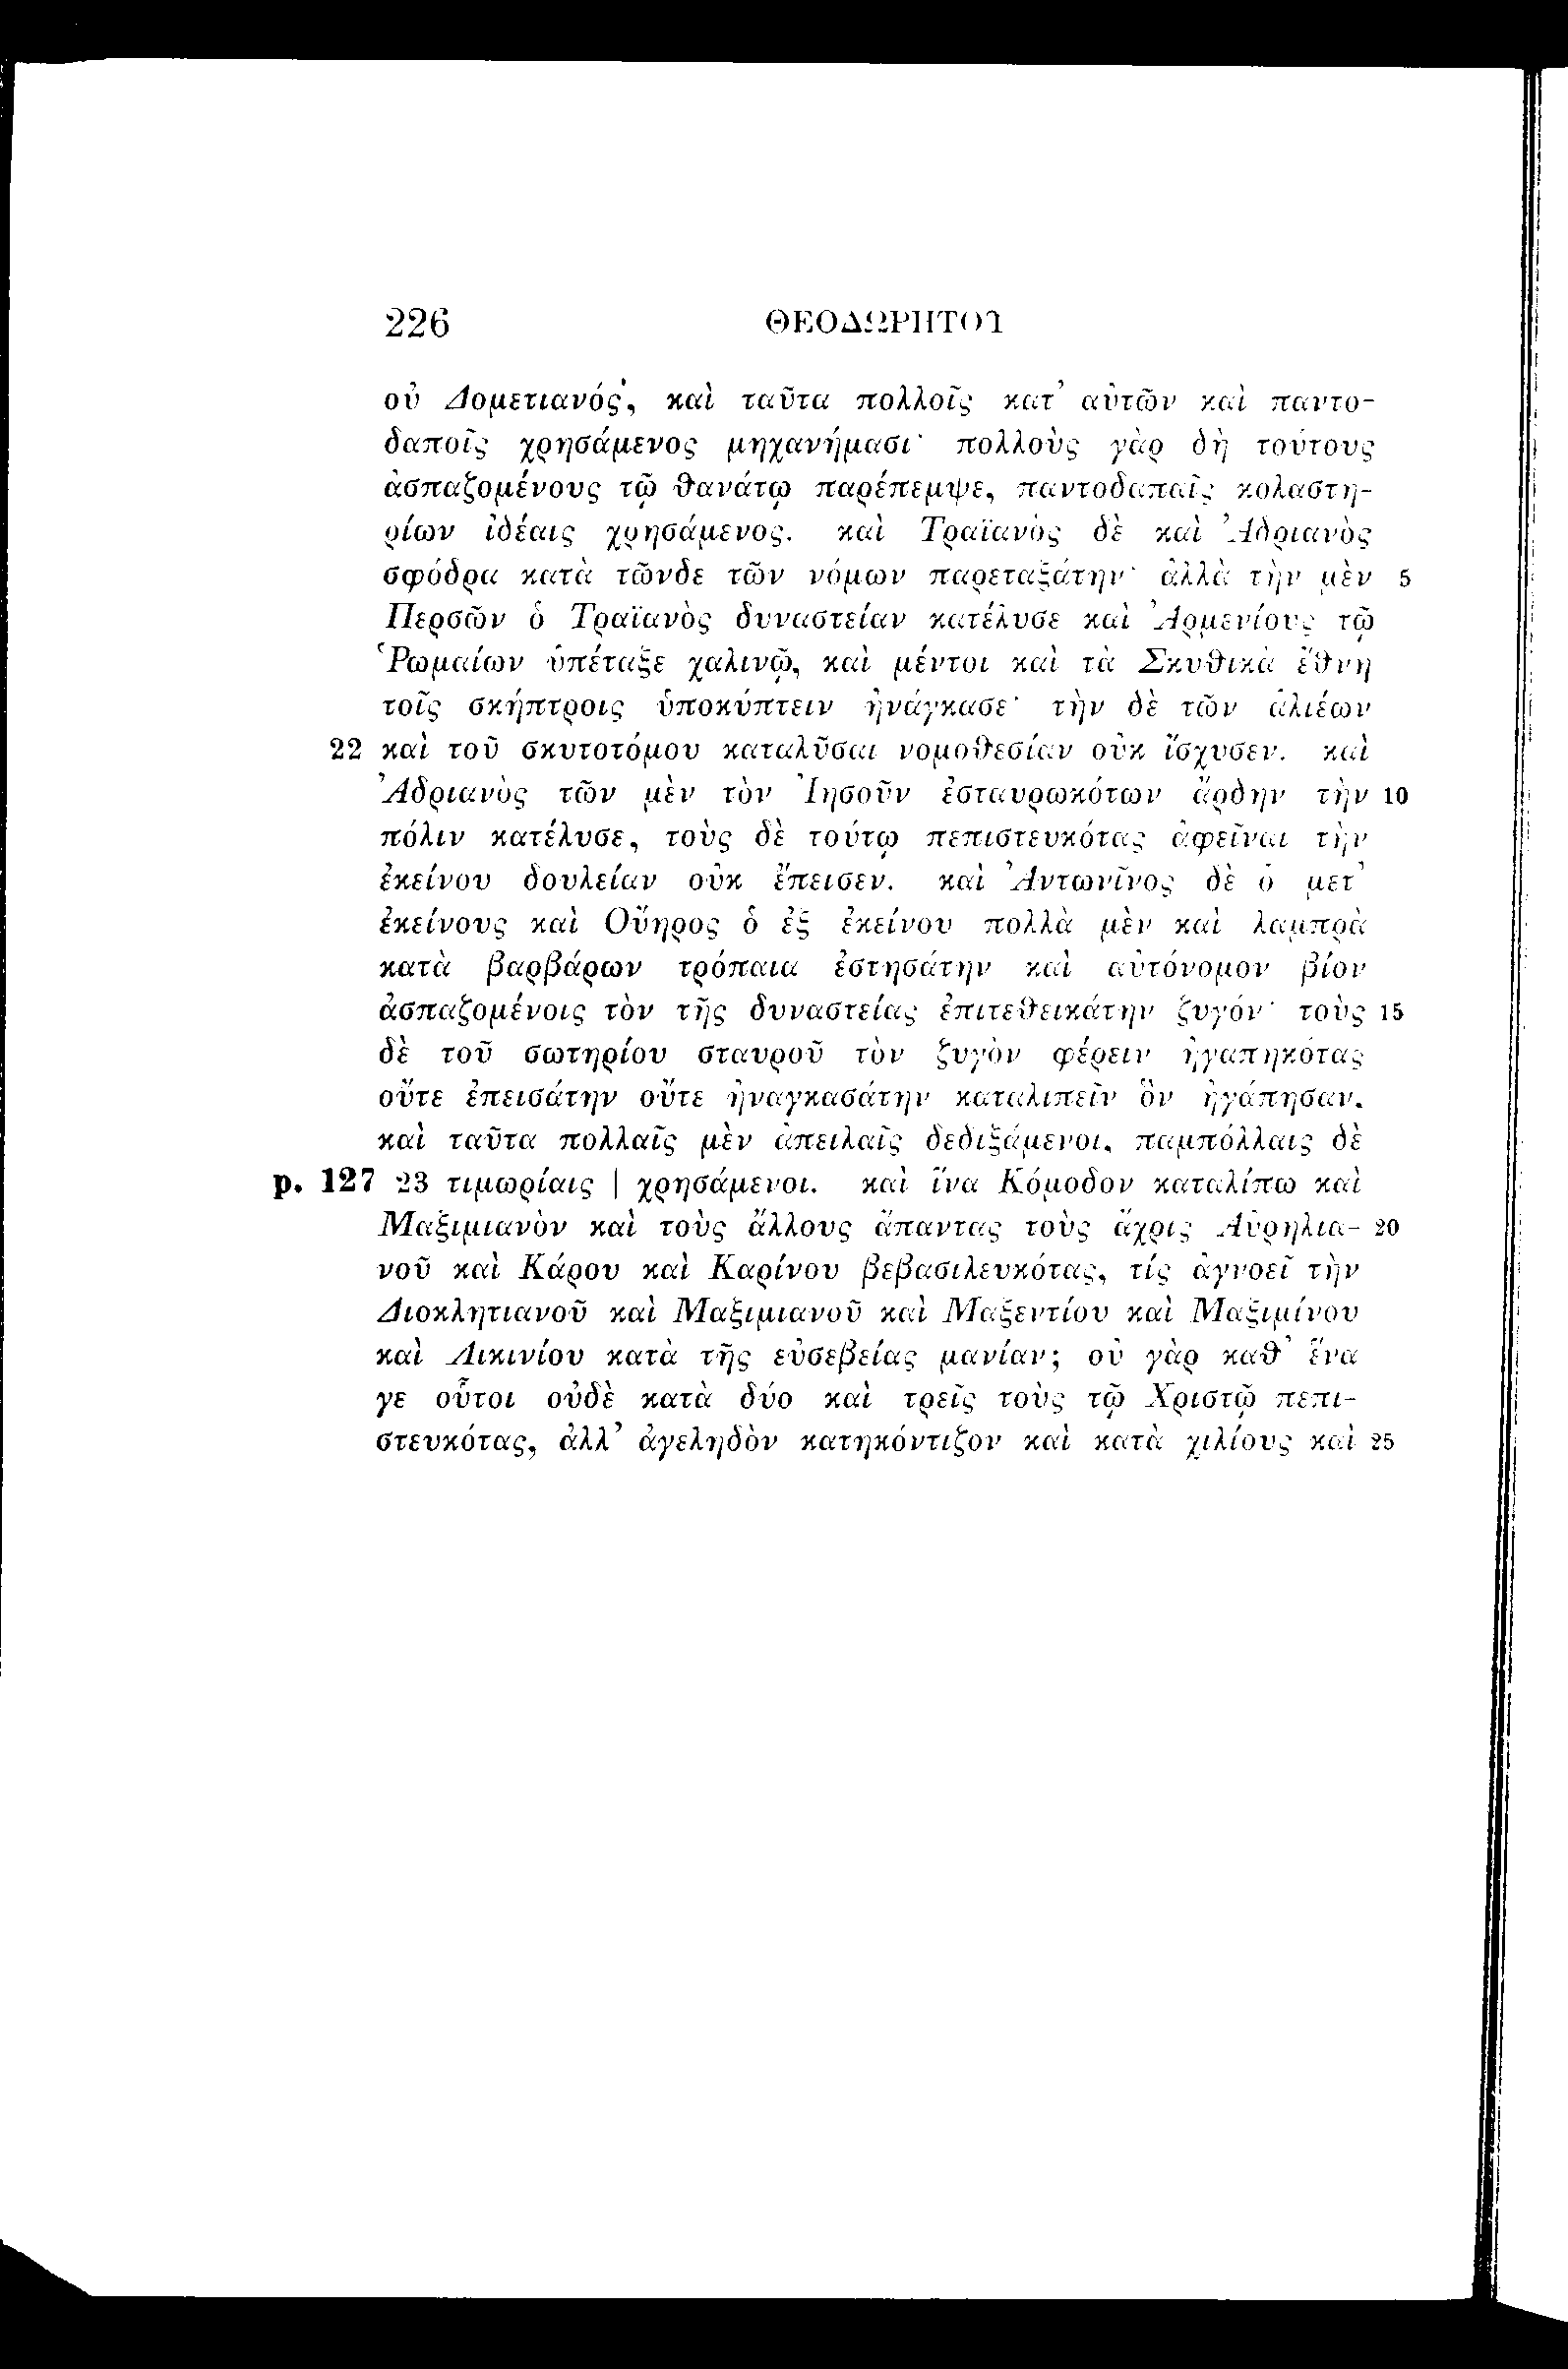 226 ΘΕΟΔΩΡΗΤΟΥ
οὐ Δομετιανός, καὶ ταῦτα πολλοῖς κατ’ αὐτῶν καὶ παντο-
δαποῖς χρησάμενος μηχανήμασι· πολλοὺς γὰρ δὴ τούτους
ἀσπαζομένους τῷ θανάτῳ παρέπεμψε, παντοδαπαῖς κολαστη-
ρίων ἰδέαις χρησάμενος. καὶ Τραϊανὸς δὲ καὶ Ἀδριανὸς
σφόδρα κατὰ τῶνδε τῶν νόμων παρεταξάτην· ἀλλὰ τὴν μὲν 5
Περσῶν ὁ Τραϊανὸς δυναστείαν κατέλυσε καὶ Ἀρμενίους τῷ
Ῥωμαίων ὑπέταξε χαλινῷ, καὶ μέντοι καὶ τὰ Σκυθικὰ ἔθνη
τοῖς σκήπτροις ὑποκύπτειν ἠνάγκασε· τὴν δὲ τῶν ἁλιέων
22 καὶ τοῦ σκυτοτόμου καταλῦσαι νομοθεσίαν οὐκ ἴσχυσεν. καὶ
Ἀδριανὸς τῶν μὲν τὸν Ἰησοῦν ἐσταυρωκότων ἄρδην τὴν 10
πόλιν κατέλυσε, τοὺς δὲ τούτῳ πεπιστευκότας ἀφεῖναι τὴν
ἐκείνου δουλείαν οὐκ ἔπεισεν. καὶ Ἀντωνῖνος δὲ ὁ μετ’
ἐκείνους καὶ Οὔηρος ὁ ἐξ ἐκείνου πολλὰ μὲν καὶ λαμπρὰ
κατὰ βαρβάρων τρόπαια ἐστησάτην καὶ αὐτόνομον βίον
ἀσπαζομένοις τὸν τῆς δυναστείας ἐπιτεθεικάτην ζυγόν· τοὺς 15
δὲ τοῦ σωτηρίου σταυροῦ τὸν ζυγὸν φέρειν ἠγαπηκότας
οὔτε ἐπεισάτην οὔτε ἠναγκασάτην καταλιπεῖν ὃν ἠγάπησαν,
καὶ ταῦτα πολλαῖς μὲν ἀπειλαῖς δεδιξάμενοι, παμπόλλαις δὲ
p. 127 23 τιμωρίαις | χρησάμενοι. καὶ ἵνα Κόμοδον καταλίπω καὶ
Μαξιμιανὸν καὶ τοὺς ἄλλους ἅπαντας τοὺς ἄχρις Αὐρηλια- 20
νοῦ καὶ Κάρου καὶ Καρίνου βεβασιλευκότας, τίς ἀγνοεῖ τὴν
Διοκλητιανοῦ καὶ Μαξιμιανοῦ καὶ Μαξεντίου καὶ Μαξιμίνου
καὶ Λικινίου κατὰ τῆς εὐσεβείας μανίαν; οὐ γὰρ καθ’ ἕνα
γε οὗτοι οὐδὲ κατὰ δύο καὶ τρεῖς τοὺς τῷ Χριστῷ πεπι-
στευκότας, ἀλλ’ ἀγεληδὸν κατηκόντιζον καὶ κατὰ χιλίους καὶ 25